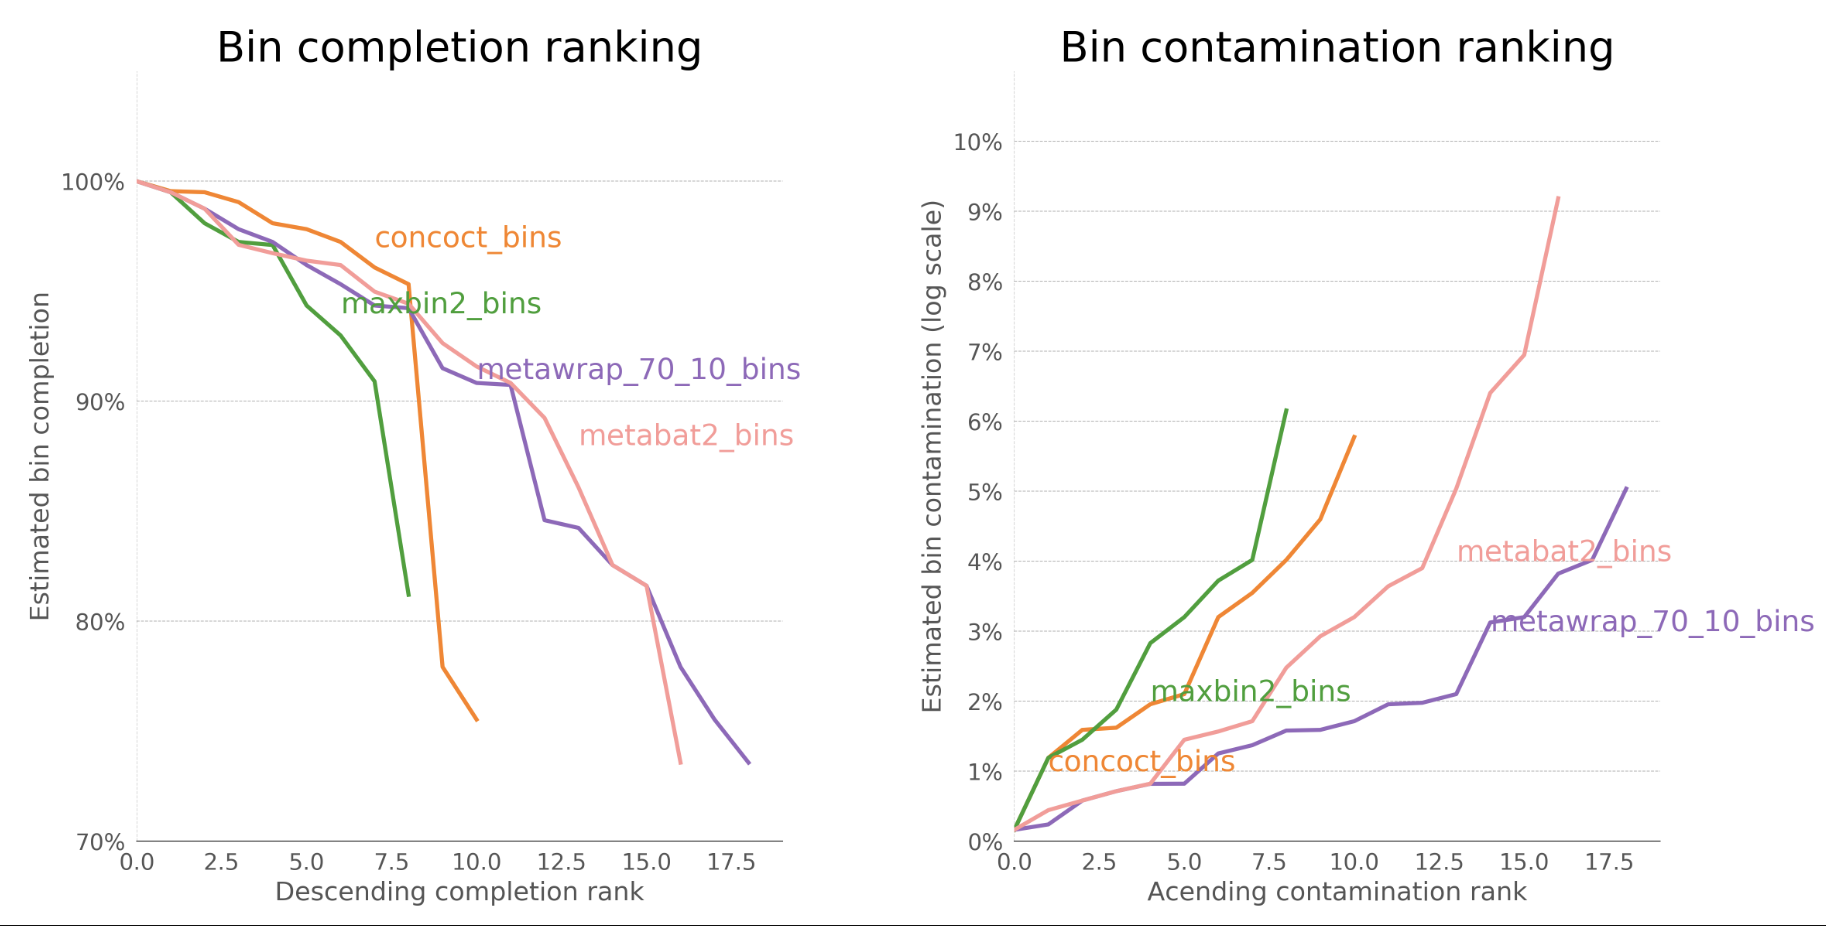 Bin completion ranking
Estimated bin completion
100%
90%
80%
70%
concoct_bins
maxbin2_bins
metawrap_70_10_bins
metabat2_bins
0.0 2.5 5.0 7.5 10.0 12.5 15.0 17.5
Descending completion rank
Bin contamination ranking
Estimated bin contamination (log scale)
10%
9%
8%
7%
6%
5%
4%
3%
2%
1%
0%
metabat2_bins
metawrap_70_10_bins
maxbin2_bins
concoct_bins
0.0 2.5 5.0 7.5 10.0 12.5 15.0 17.5
Acending contamination rank